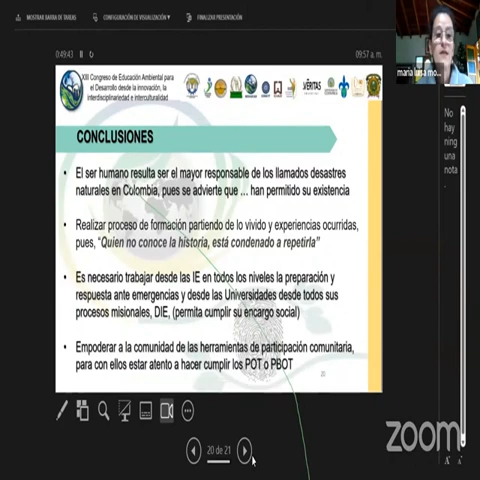 MOSTRAR BARRA DE TAREAS
CONFIGURACIÓN DE VISUALIZACIÓN ▾
FINALIZAR PRESENTACIÓN
0:49:43
09:57 a. m.
maria luisa mo...
XIII Congreso de Educación Ambiental para
el Desarrollo desde la innovación, la
interdisciplinariedad e interculturalidad
VERITAS
CONCLUSIONES
• El ser humano resulta ser el mayor responsable de los llamados desastres
naturales en Colombia, pues se advierte que … han permitido su existencia
• Realizar proceso de formación partiendo de lo vivido y experiencias ocurridas,
pues, "Quien no conoce la historia, está condenado a repetirla"
• Es necesario trabajar desde las IE en todos los niveles la preparación y
respuesta ante emergencias y desde las Universidades desde todos sus
procesos misionales, DIE, (permita cumplir su encargo social)
• Empoderar a la comunidad de las herramientas de participación comunitaria,
para con ellos estar atento a hacer cumplir los POT o PBOT
20
No
hay
ning
una
nota
.
20 de 21
zoom
A A